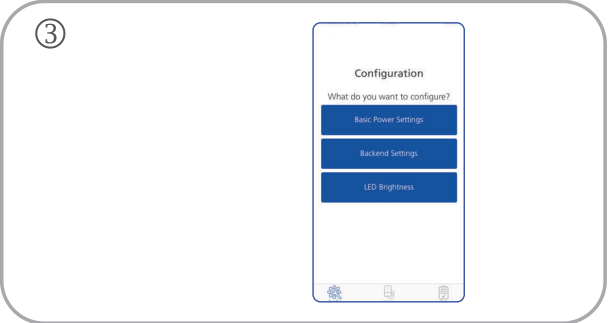 ③
Configuration
What do you want to configure?
Basic Power Settings
Backend Settings
LED Brightness